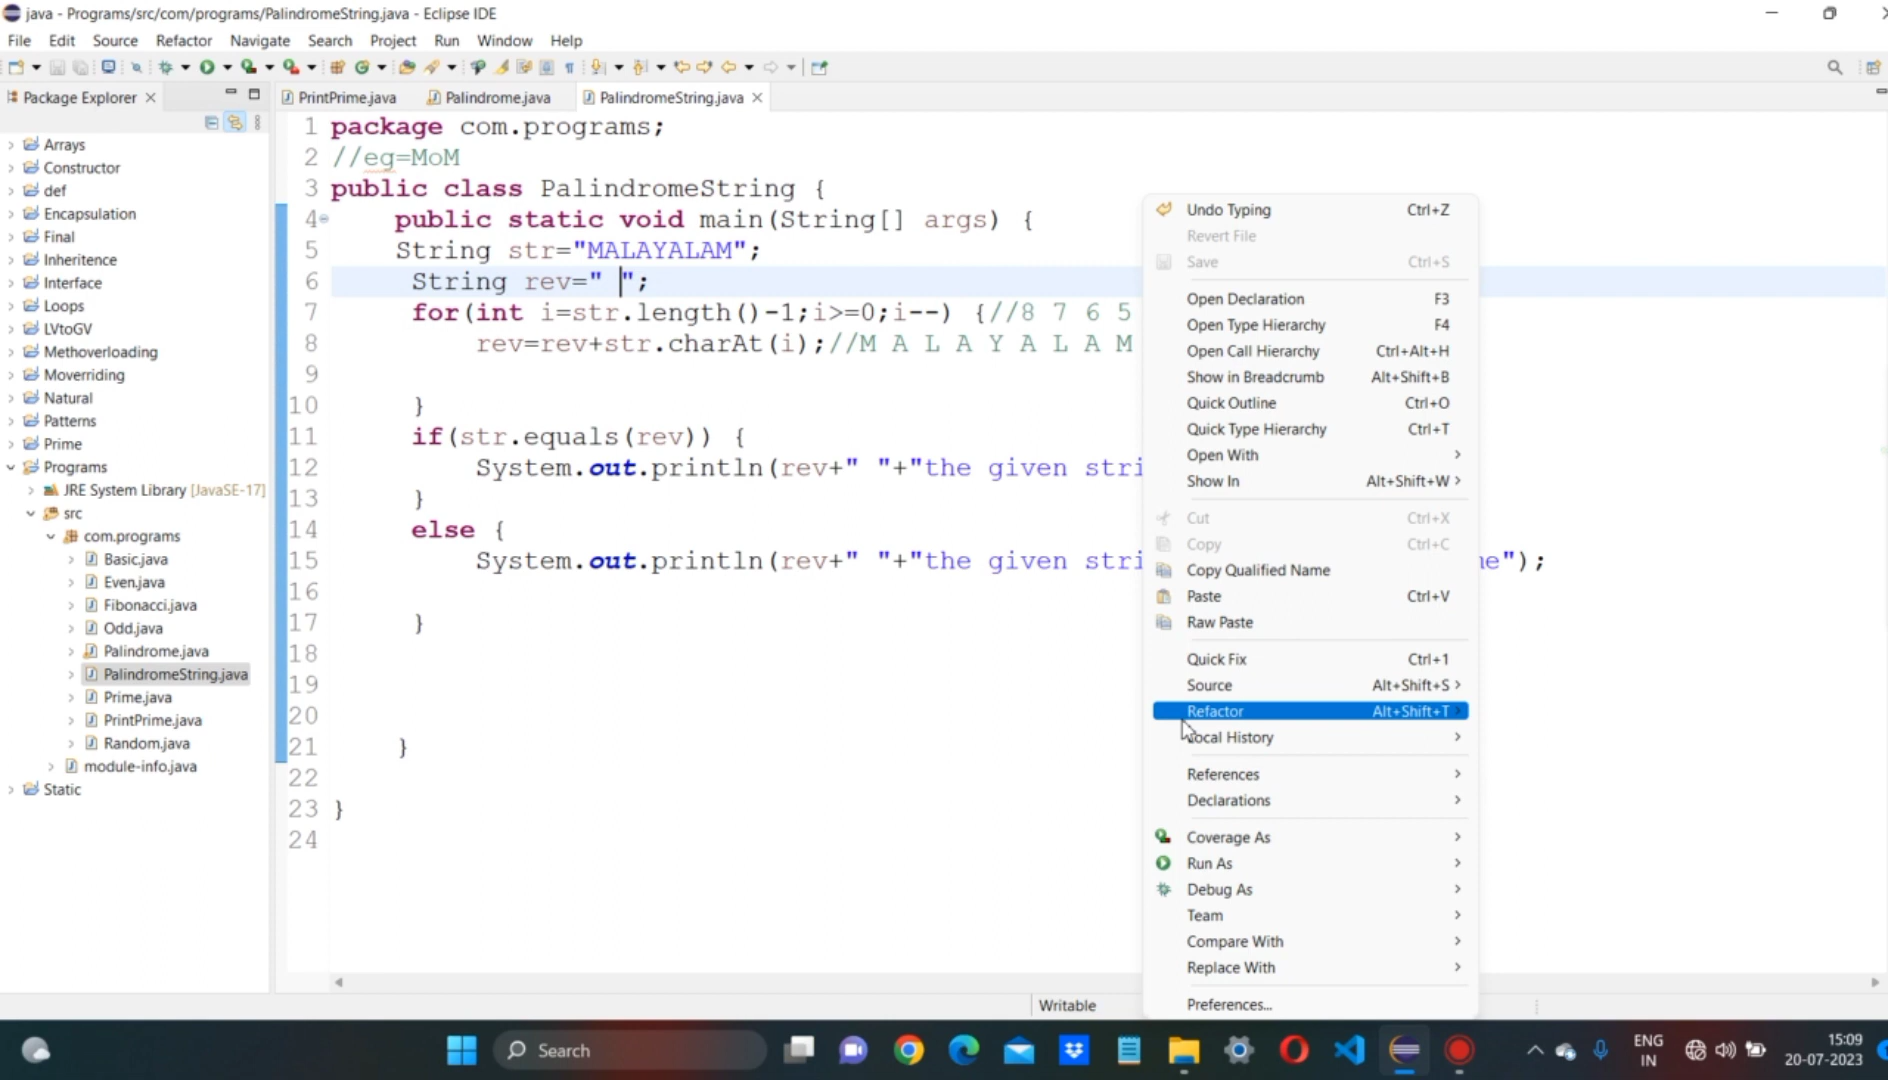 java - Programs/src/com/programs/PalindromeString.java - Eclipse IDE
File Edit Source Refactor Navigate Search Project Run Window Help
Package Explorer
PrintPrime.java Palindrome.java PalindromeString.java
Arrays
Constructor
def
Encapsulation
Final
Inheritence
Interface
Loops
LVtoGV
Methoverloading
Moverriding
Natural
Patterns
Prime
Programs
JRE System Library [JavaSE-17]
src
com.programs
Basic.java
Even.java
Fibonacci.java
Odd.java
Palindrome.java
PalindromeString.java
Prime.java
PrintPrime.java
Random.java
module-info.java
Static
1 package com.programs;
2 //eg=MoM
3 public class PalindromeString {
4 public static void main(String[] args) {
5 String str="MALAYALAM";
6 String rev=" ";
7 for(int i=str.length()-1;i>=0;i--) {//8 7 6 5
8 rev=rev+str.charAt(i);//M A L A Y A L A M
9
10 }
11 if(str.equals(rev)) {
12 System.out.println(rev+" "+"the given stri
13 }
14 else {
15 System.out.println(rev+" "+"the given stri e");
16
17 }
18
19
20
21 }
22
23 }
24
Undo Typing Ctrl+Z
Revert File
Save Ctrl+S
Open Declaration F3
Open Type Hierarchy F4
Open Call Hierarchy Ctrl+Alt+H
Show in Breadcrumb Alt+Shift+B
Quick Outline Ctrl+O
Quick Type Hierarchy Ctrl+T
Open With
Show In Alt+Shift+W
Cut Ctrl+X
Copy Ctrl+C
Copy Qualified Name
Paste Ctrl+V
Raw Paste
Quick Fix Ctrl+1
Source Alt+Shift+S
Refactor Alt+Shift+T
Local History
References
Declarations
Coverage As
Run As
Debug As
Team
Compare With
Replace With
Preferences...
Writable
Search
ENG
IN
15:09
20-07-2023